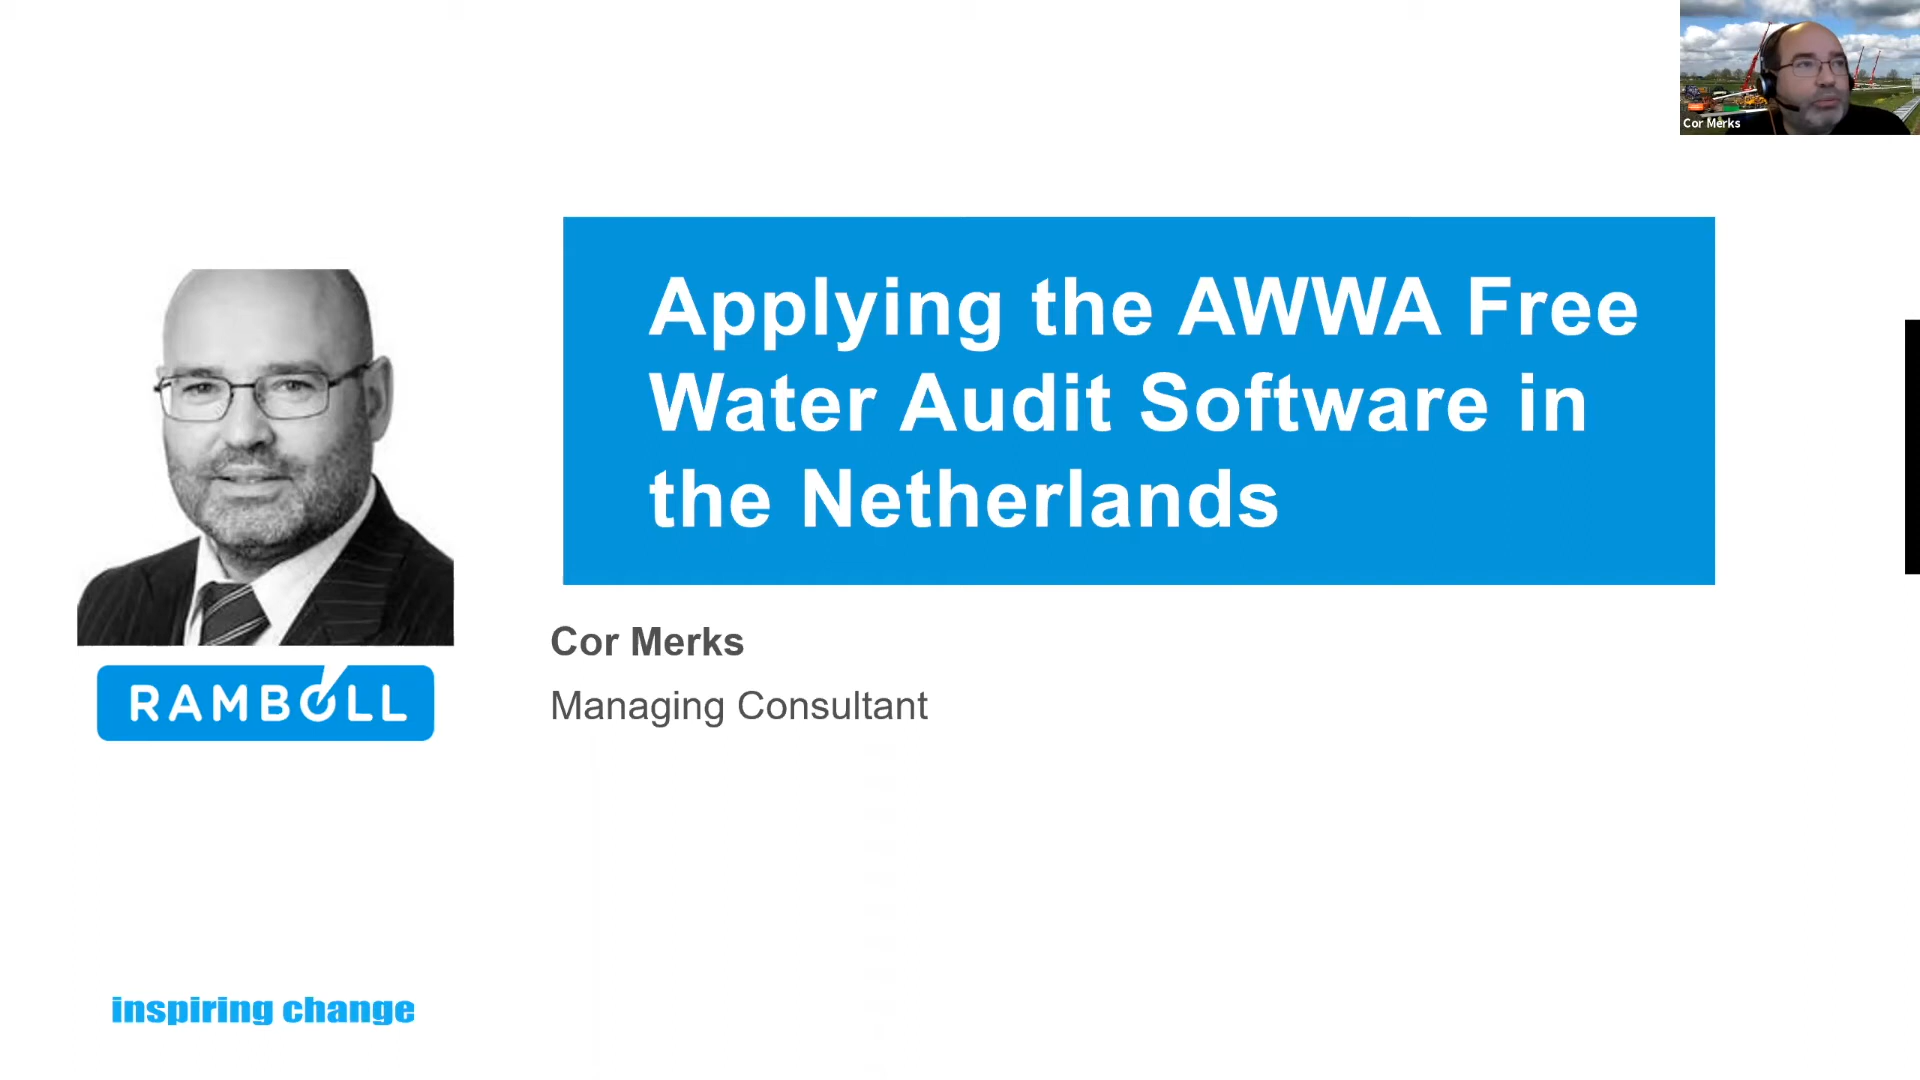 Cor Merks
Applying the AWWA Free
Water Audit Software in
the Netherlands
Cor Merks
Managing Consultant
RAMBOLL
inspiring change